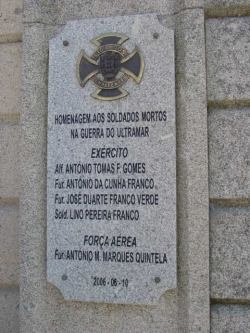 HOMENAGEM AOS SOLDADOS MORTOS
NA GUERRA DO ULTRAMAR
EXÉRCITO
Alf. ANTÓNIO TOMAS F. GOMES
Fur. ANTÓNIO DA CUNHA FRANCO
Fur. JOSÉ DUARTE FRANCO VERDE
Sold. LINO PEREIRA FRANCO
FORÇA AÉREA
Fur. ANTÓNIO M. MARQUES QUINTELA
2006 - 06 - 10